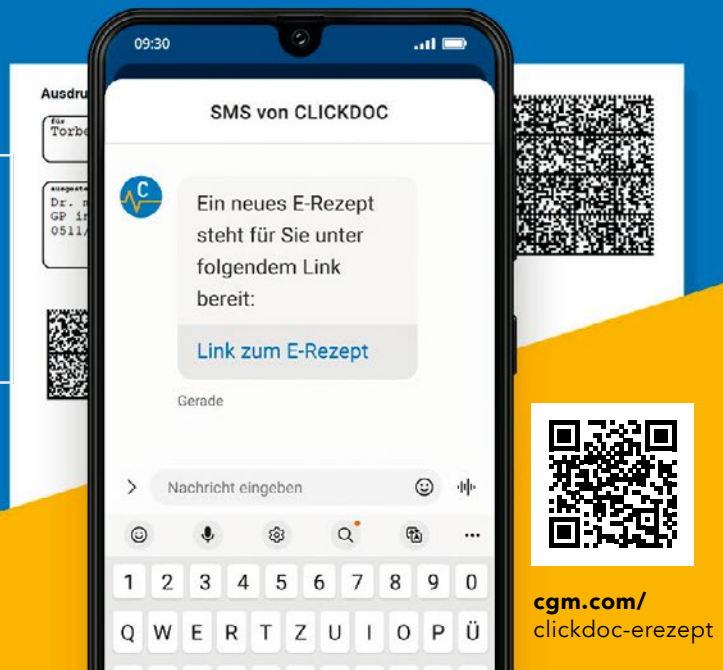 09:30
Ausdru
für
Torbe
Dr.
GP
0511/
SMS von CLICKDOC
C
Ein neues E-Rezept
steht für Sie unter
folgendem Link
bereit:
Link zum E-Rezept
Gerade
Nachricht eingeben
1 2 3 4 5 6 7 8 9 0
Q W E R T Z U I O P Ü
cgm.com/
clickdoc-erezept